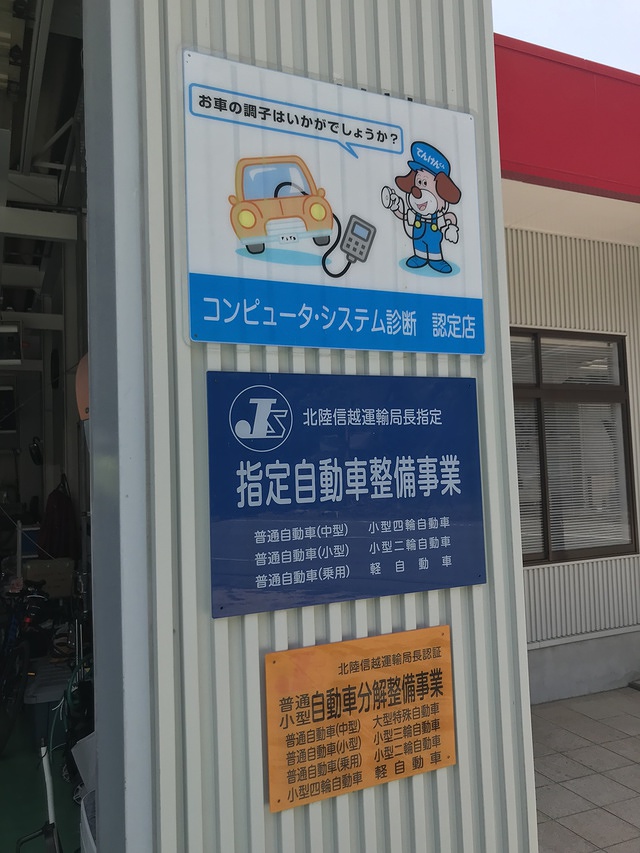 お車の調子はいかがでしょうか？
てんけんくん
コンピュータ・システム診断 認定店
JS 北陸信越運輸局長指定
指定自動車整備事業
普通自動車(中型) 小型四輪自動車
普通自動車(小型) 小型二輪自動車
普通自動車(乗用) 軽自動車
北陸信越運輸局長認証
普通
小型 自動車分解整備事業
普通自動車(中型) 大型特殊自動車
普通自動車(小型) 小型三輪自動車
普通自動車(乗用) 小型二輪自動車
小型四輪自動車 軽自動車